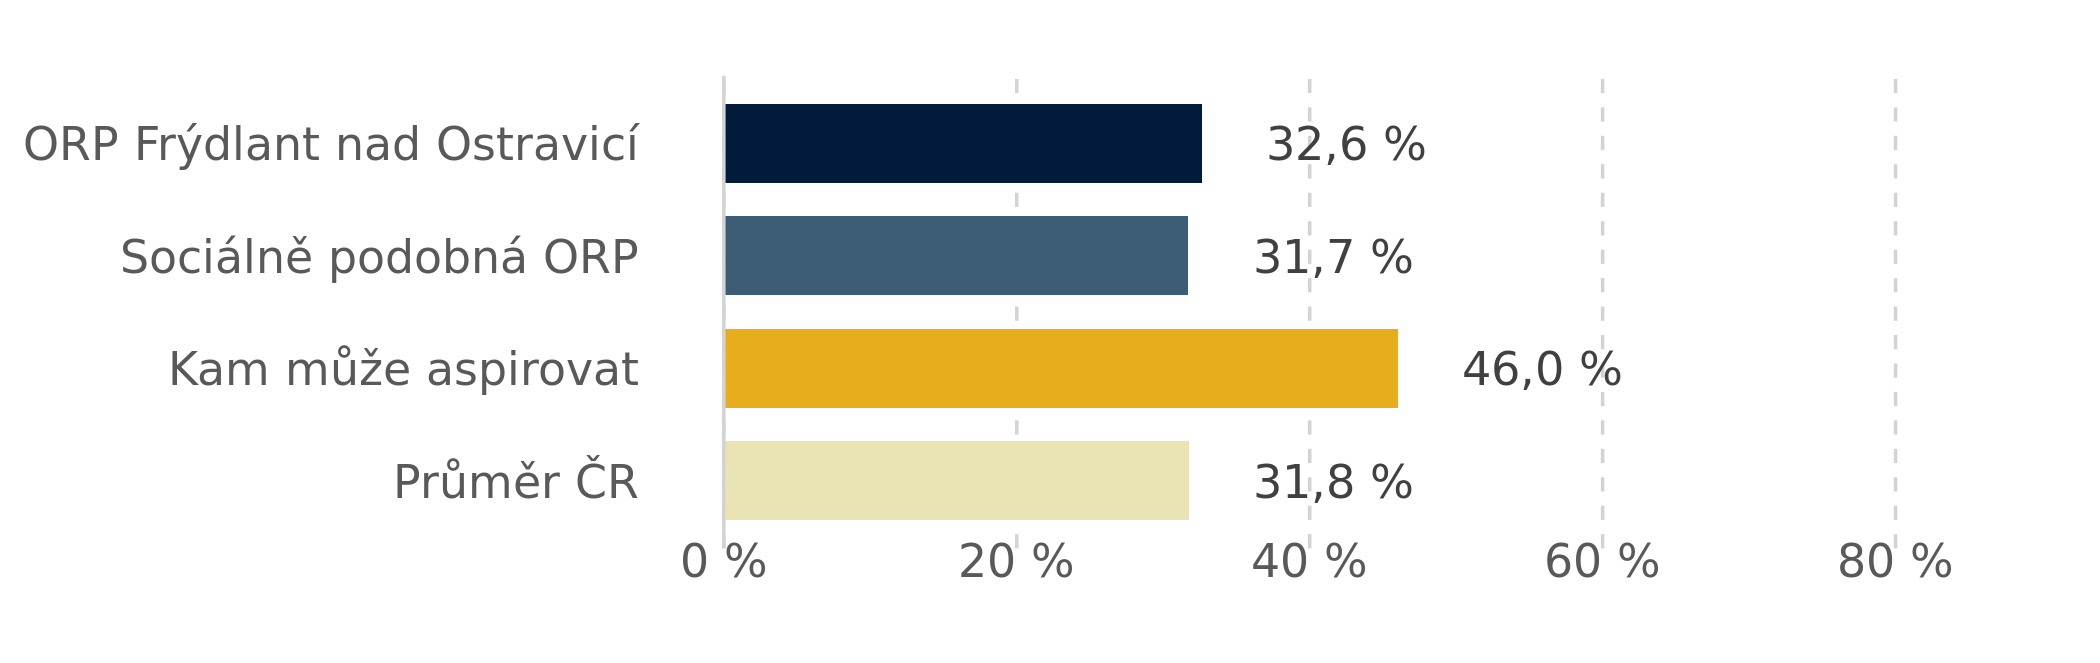 ORP Frýdlant nad Ostravicí 32,6 %
Sociálně podobná ORP 31,7 %
Kam může aspirovat 46,0 %
Průměr ČR 31,8 %
0 % 20 % 40 % 60 % 80 %